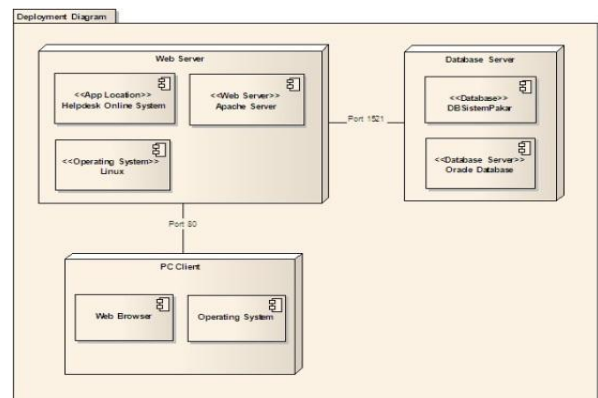 Deployment Diagram
Web Server
<<App Location>>
Helpdesk Online System
<<Web Server>>
Apache Server
<<Operating System>>
Linux
Port 1521
Database Server
<<Database>>
DBSistemPakar
<<Database Server>>
Oracle Database
Port 80
PC Client
Web Browser
Operating System